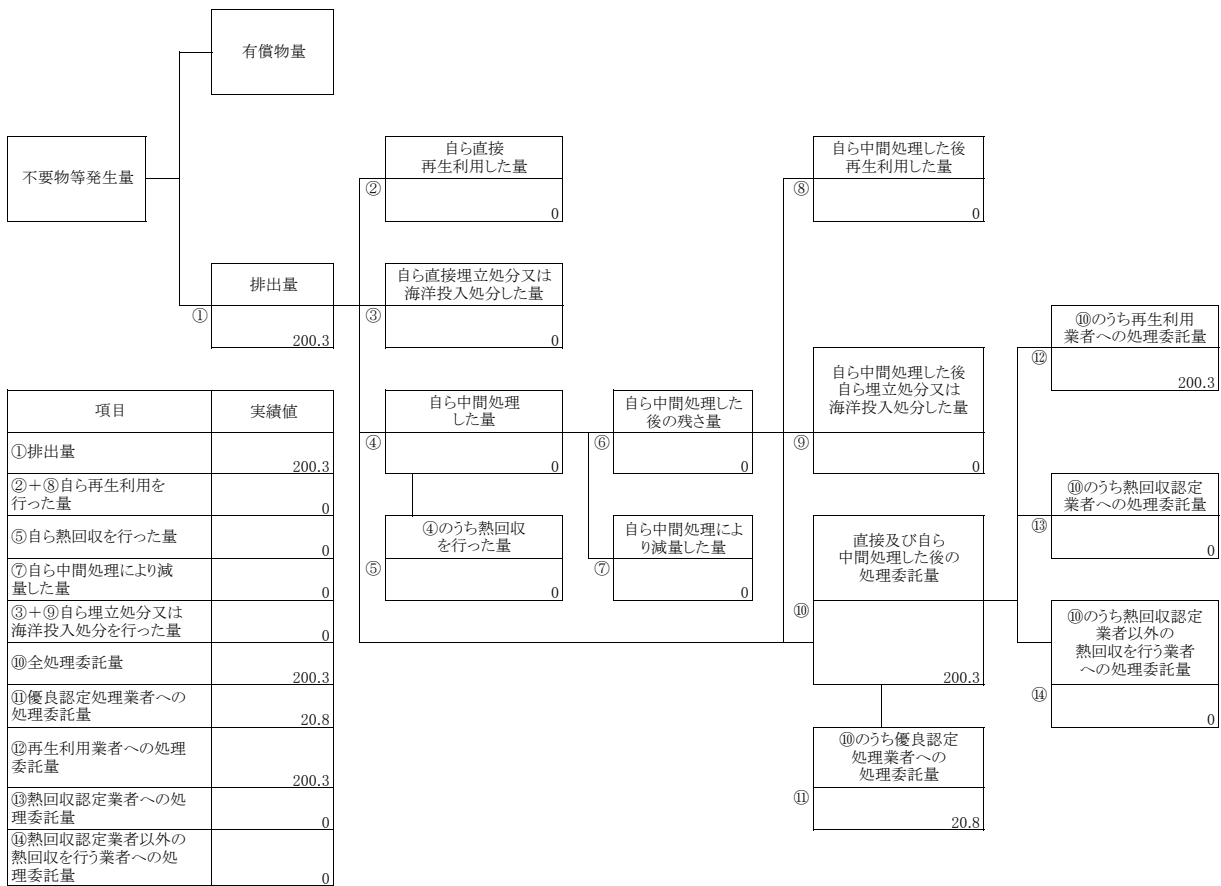 有償物量
不要物等発生量
排出量
①
200.3
自ら直接
再生利用した量
②
0
自ら直接埋立処分又は
海洋投入処分した量
③
0
自ら中間処理
した量
④
0
④のうち熱回収
を行った量
⑤
0
自ら中間処理した
後の残さ量
⑥
0
自ら中間処理によ
り減量した量
⑦
0
自ら中間処理した後
再生利用した量
⑧
0
自ら中間処理した後
自ら埋立処分又は
海洋投入処分した量
⑨
0
直接及び自ら
中間処理した後の
処理委託量
⑩
200.3
⑩のうち優良認定
処理業者への
処理委託量
⑪
20.8
⑩のうち再生利用
業者への処理委託量
⑫
200.3
⑩のうち熱回収認定
業者への処理委託量
⑬
0
⑩のうち熱回収認定
業者以外の
熱回収を行う業者
への処理委託量
⑭
0
項目 実績値
①排出量
200.3
②+⑧自ら再生利用を
行った量
0
⑤自ら熱回収を行った量
0
⑦自ら中間処理により減
量した量
0
③+⑨自ら埋立処分又は
海洋投入処分を行った量
0
⑩全処理委託量
200.3
⑪優良認定処理業者への
処理委託量
20.8
⑫再生利用業者への処理
委託量
200.3
⑬熱回収認定業者への処
理委託量
0
⑭熱回収認定業者以外の
熱回収を行う業者への処
理委託量
0